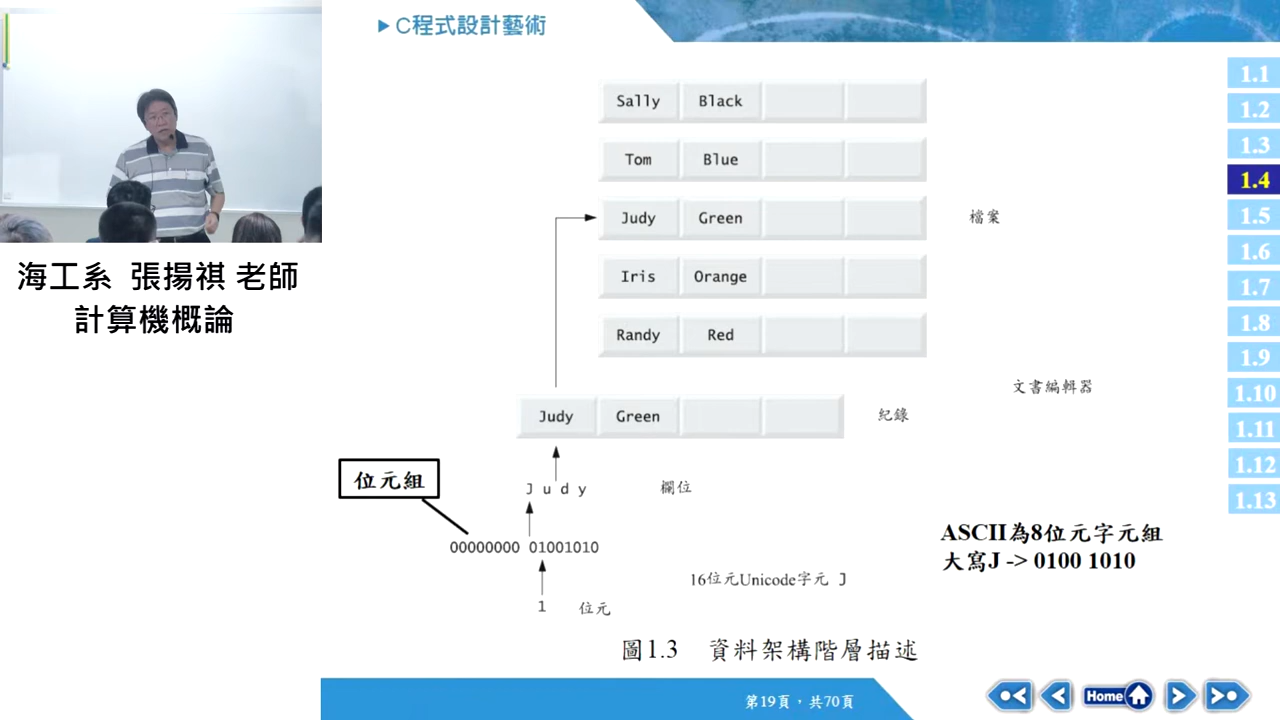 C程式設計藝術
海工系 張揚祺 老師
計算機概論
Sally Black
Tom Blue
Judy Green
檔案
Iris Orange
Randy Red
文書編輯器
Judy Green
紀錄
位元組
J u d y
欄位
00000000 01001010
ASCII為8位元字元組
大寫J -> 0100 1010
16位元Unicode字元 J
1 位元
圖1.3 資料架構階層描述
1.1
1.2
1.3
1.4
1.5
1.6
1.7
1.8
1.9
1.10
1.11
1.12
1.13
第19頁，共70頁
Home